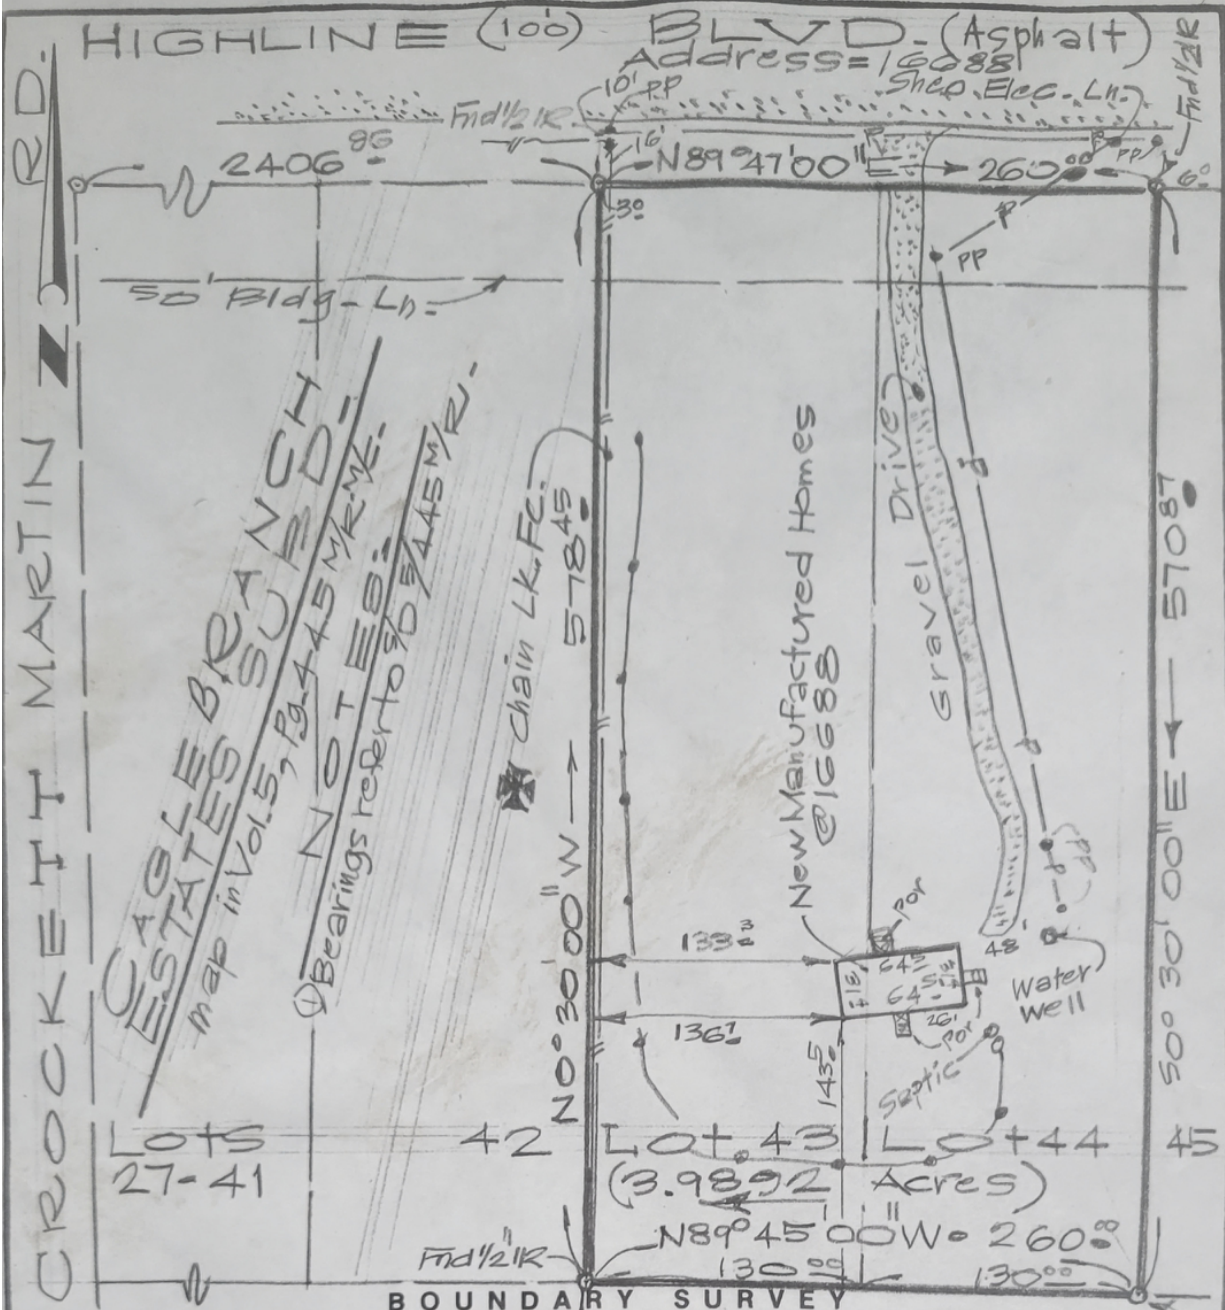 HIGHLINE (100') BLVD. (Asphalt)
Address=16688
10' PP
Elec. Ln.
Fnd 1/2 IR
Fnd 1/2 IR
RD.
2406.86
16'
N89°47'00"E
260.00
PP
6.0
3.0
P
PP
50' Bldg. Ln.
N
CAGLE BRANCH
ESTATES SUBD.
map in Vol. 5, Pg. 445 M/R-M/E.
NOTES:
① Bearings refer to 5/445 M/R.
Chain LK. Fc.
578.45
N0°30'00"W
New Manufactured Homes
@16688
Gravel Drive
570.87
S0°30'00"E
CROCKETT MARTIN
133.3
Por
48'
64.5
64.5
Water
Well
PP
136.1
26'
Por
Septic
143.5
Lots
27-41
42
Lot 43
Lot 44
45
(3.9892 Acres)
N89°45'00"W. 260.00
Fnd 1/2" IR
130.00
130.00
BOUNDARY SURVEY